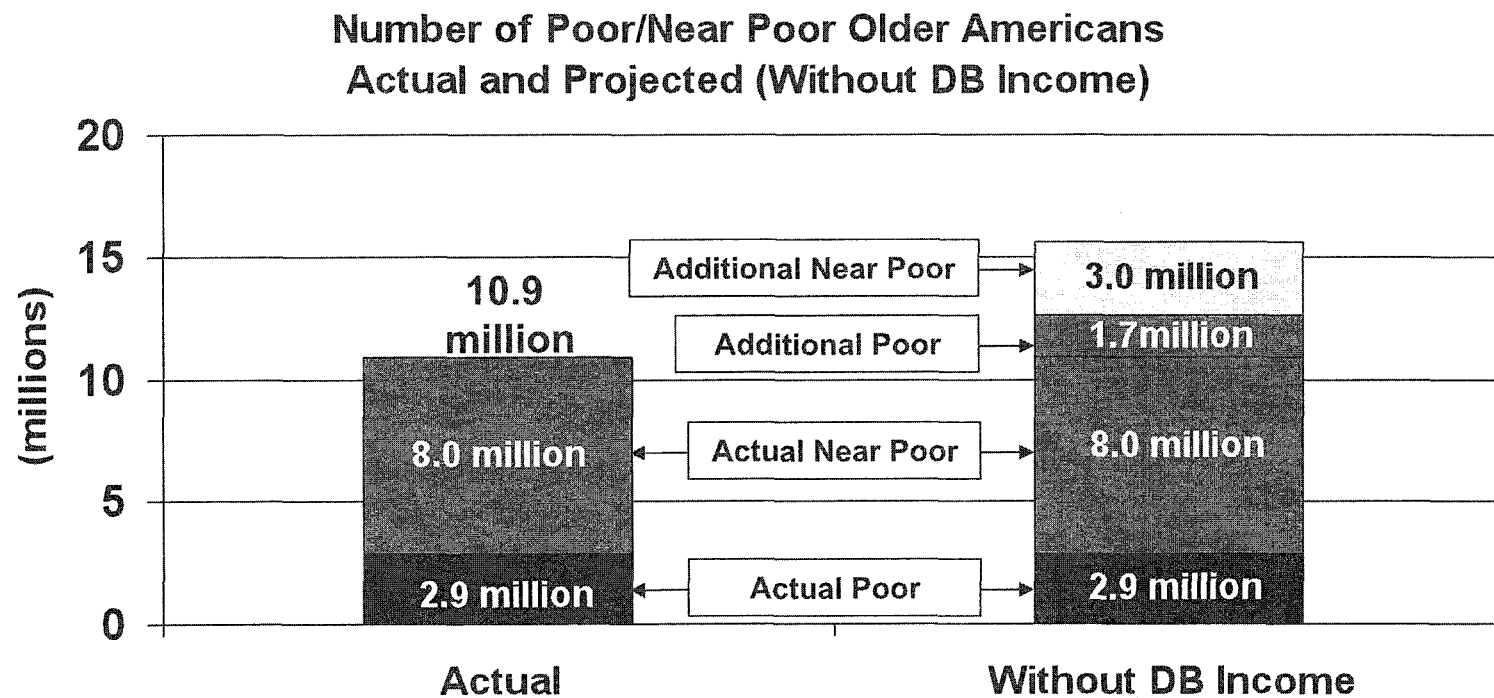 Number of Poor/Near Poor Older Americans
Actual and Projected (Without DB Income)
20
15
10
5
0
(millions)
10.9
million
8.0 million
2.9 million
Additional Near Poor
Additional Poor
Actual Near Poor
Actual Poor
3.0 million
1.7million
8.0 million
2.9 million
Actual
Without DB Income